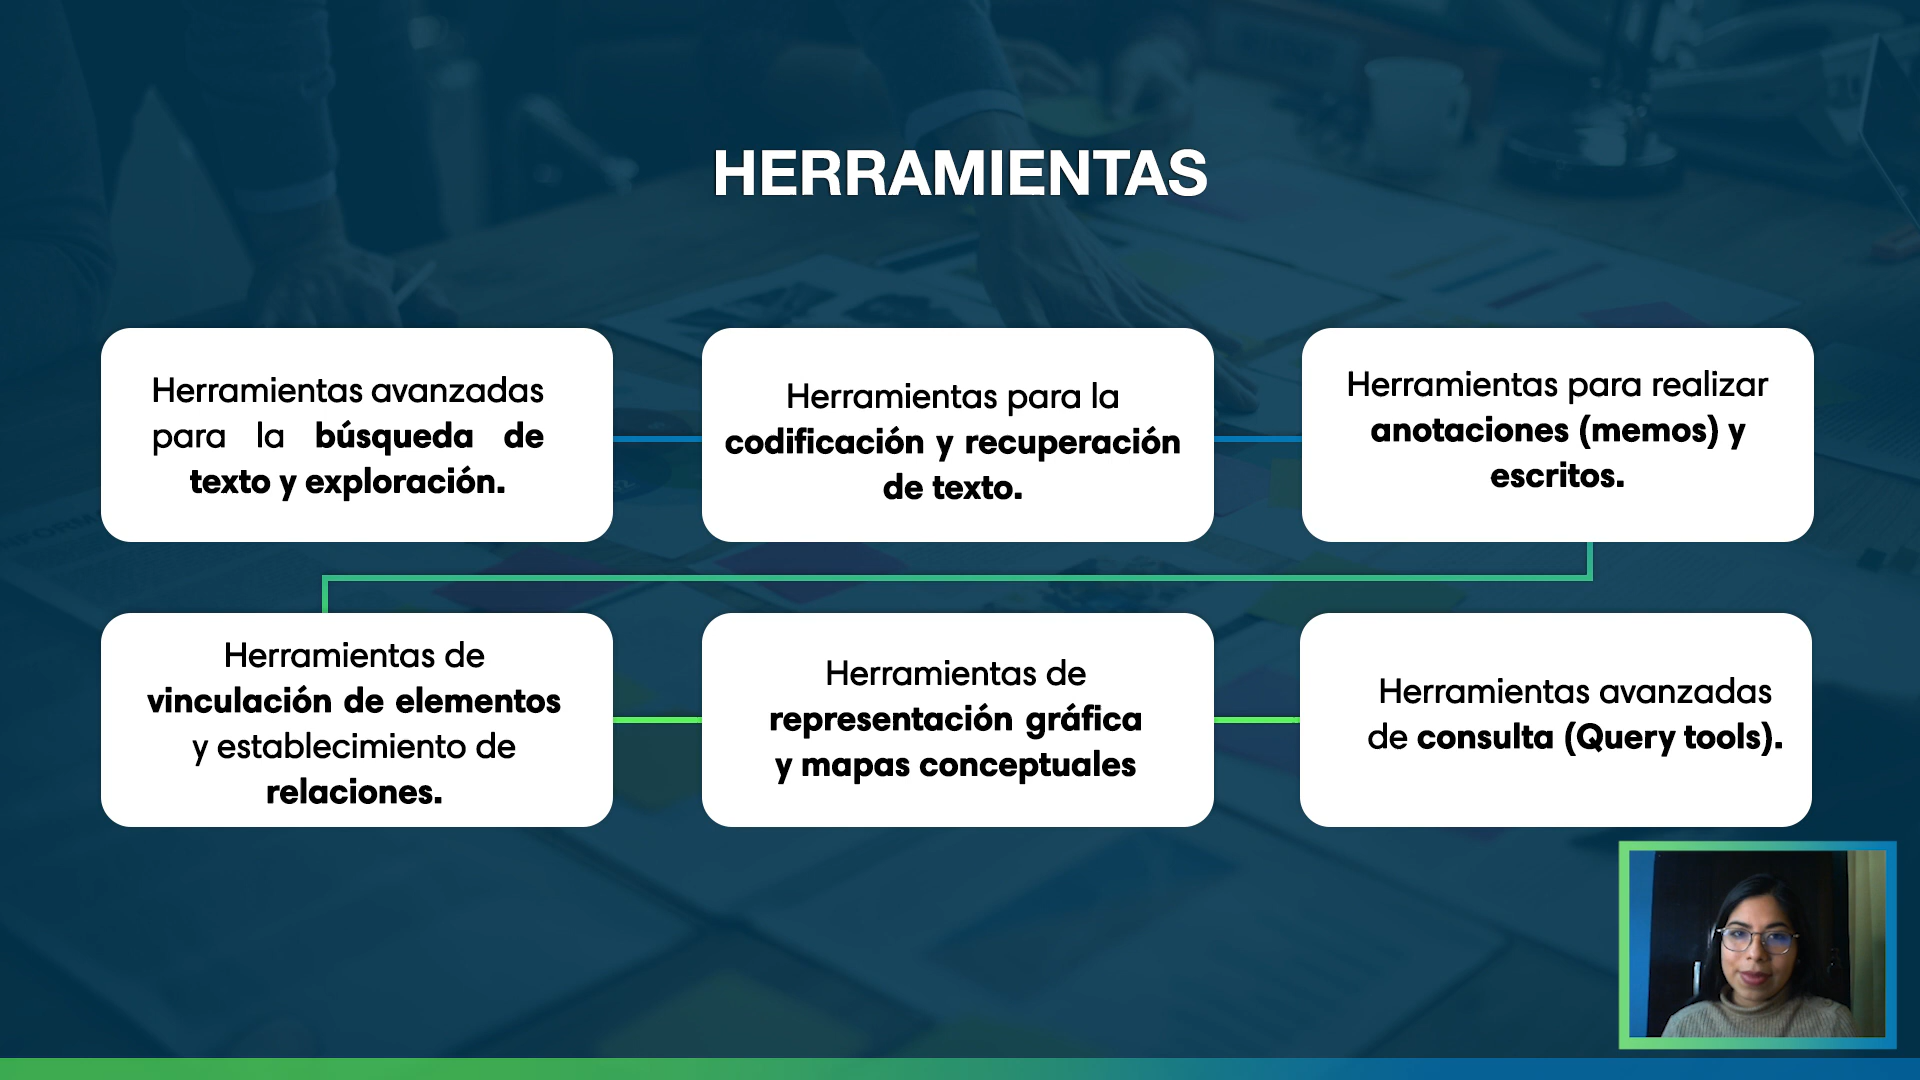 HERRAMIENTAS
Herramientas avanzadas
para la búsqueda de
texto y exploración.
Herramientas para la
codificación y recuperación
de texto.
Herramientas para realizar
anotaciones (memos) y
escritos.
Herramientas de
vinculación de elementos
y establecimiento de
relaciones.
Herramientas de
representación gráfica
y mapas conceptuales
Herramientas avanzadas
de consulta (Query tools).